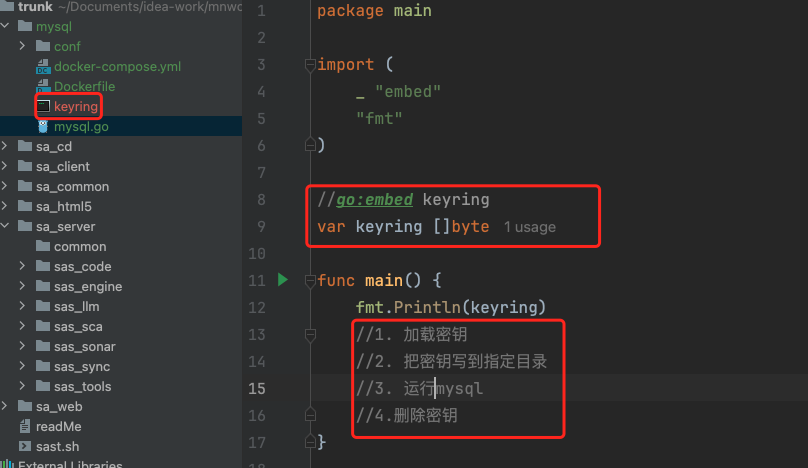 trunk ~/Documents/idea-work/mnwo
mysql
conf
docker-compose.yml
Dockerfile
keyring
mysql.go
sa_cd
sa_client
sa_common
sa_html5
sa_server
common
sas_code
sas_engine
sas_llm
sas_sca
sas_sonar
sas_sync
sas_tools
sa_web
readMe
sast.sh
External Libraries
1 package main
2
3 import (
4 _ "embed"
5 "fmt"
6 )
7
8 //go:embed keyring
9 var keyring []byte 1 usage
10
11 func main() {
12 fmt.Println(keyring)
13 //1. 加载密钥
14 //2. 把密钥写到指定目录
15 //3. 运行mysql
16 //4.删除密钥
17 }